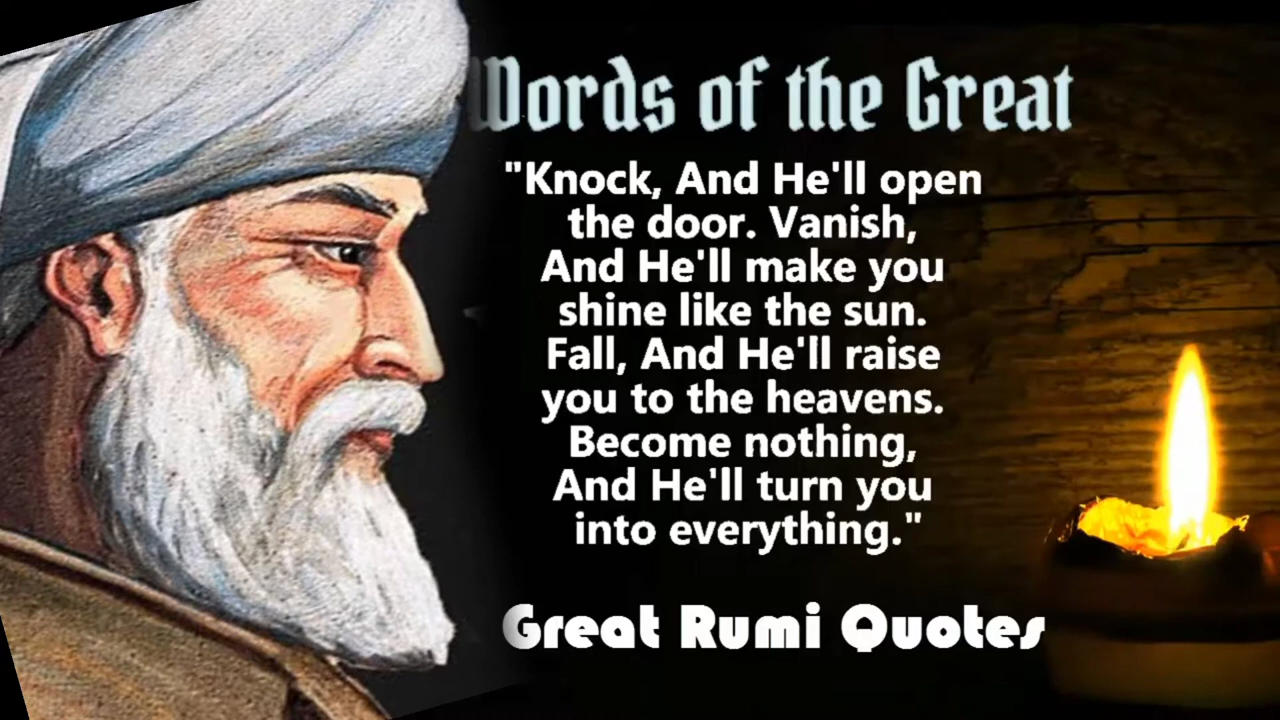 Words of the Great
"Knock, And He'll open
the door. Vanish,
And He'll make you
shine like the sun.
Fall, And He'll raise
you to the heavens.
Become nothing,
And He'll turn you
into everything."
Great Rumi Quotes